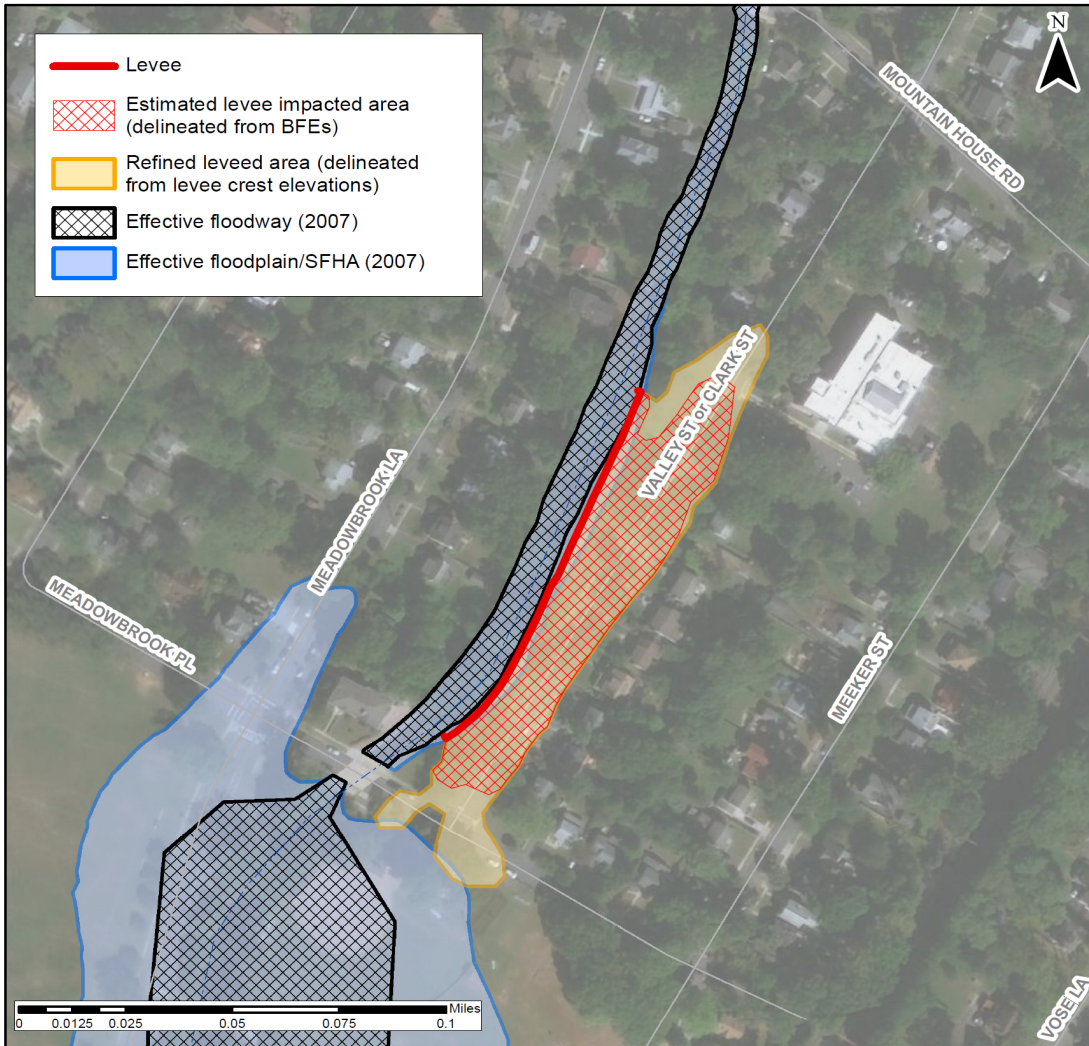 Levee
Estimated levee impacted area
(delineated from BFEs)
Refined leveed area (delineated
from levee crest elevations)
Effective floodway (2007)
Effective floodplain/SFHA (2007)
N
MOUNTAIN HOUSE RD
VALLEY ST or CLARK ST
MEADOWBROOK LA
MEADOWBROOK PL
MEEKER ST
VOSE LA
Miles
0 0.0125 0.025 0.05 0.075 0.1